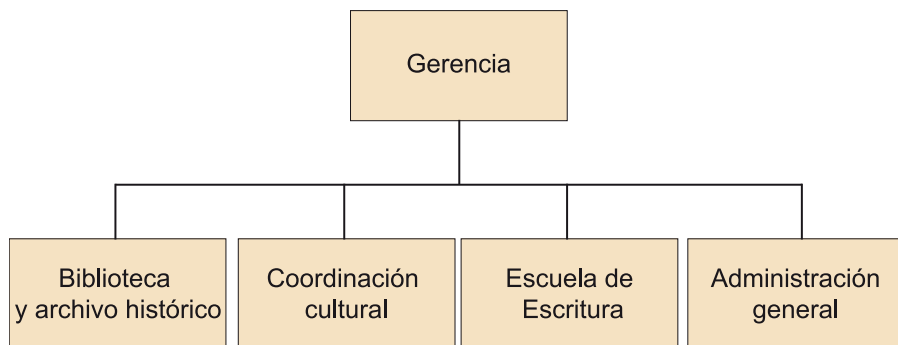 Gerencia
Biblioteca
y archivo histórico
Coordinación
cultural
Escuela de
Escritura
Administración
general